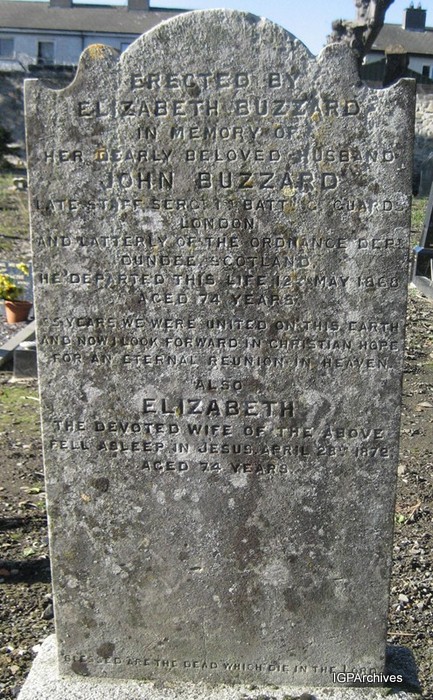 ERECTED BY
ELIZABETH BUZZARD
IN MEMORY OF
HER DEARLY BELOVED HUSBAND
JOHN BUZZARD
LATE STAFF SERGT 1ST BATTN G. GUARDS
LONDON
AND LATTERLY OF THE ORDNANCE DEPT
DUNDEE SCOTLAND
HE DEPARTED THIS LIFE 12TH MAY 1868
AGED 74 YEARS
YEARS WE WERE UNITED ON THIS EARTH
AND NOW I LOOK FORWARD IN CHRISTIAN HOPE
FOR AN ETERNAL REUNION IN HEAVEN
ALSO
ELIZABETH
THE DEVOTED WIFE OF THE ABOVE
FELL ASLEEP IN JESUS, APRIL 28TH 1872
AGED 74 YEARS.
BLESSED ARE THE DEAD WHICH DIE IN THE LORD
IGPArchives